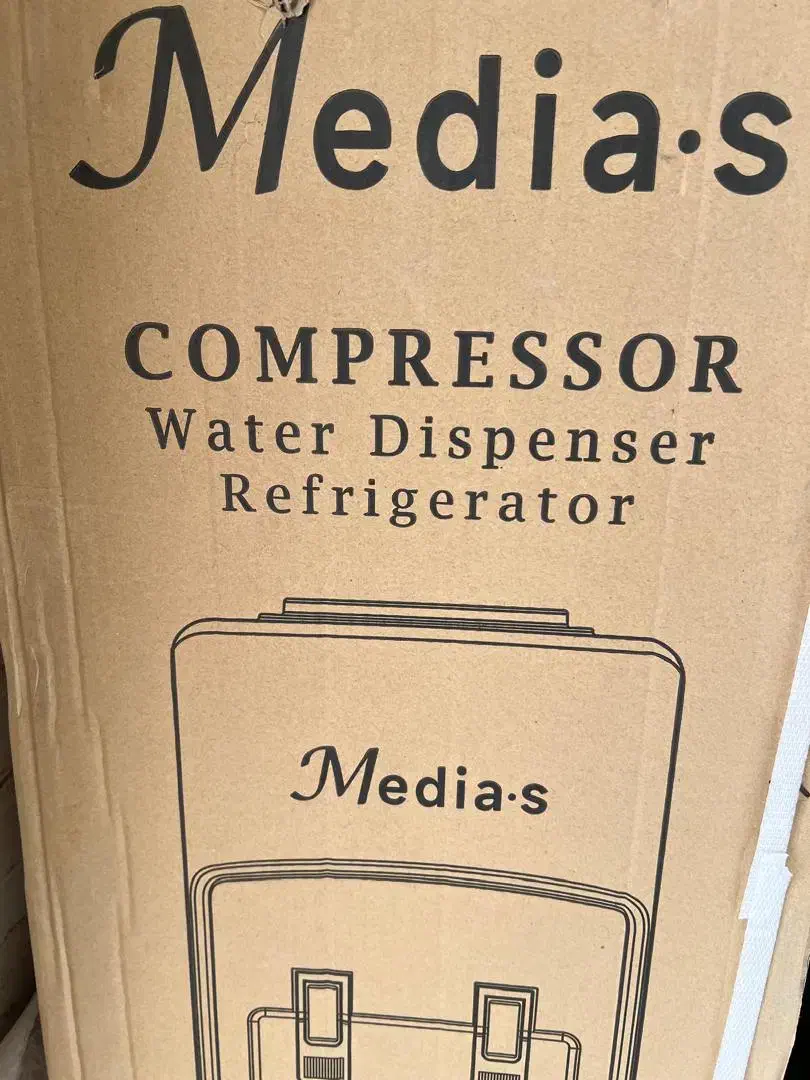 Media·s
COMPRESSOR
Water Dispenser
Refrigerator
Media·s